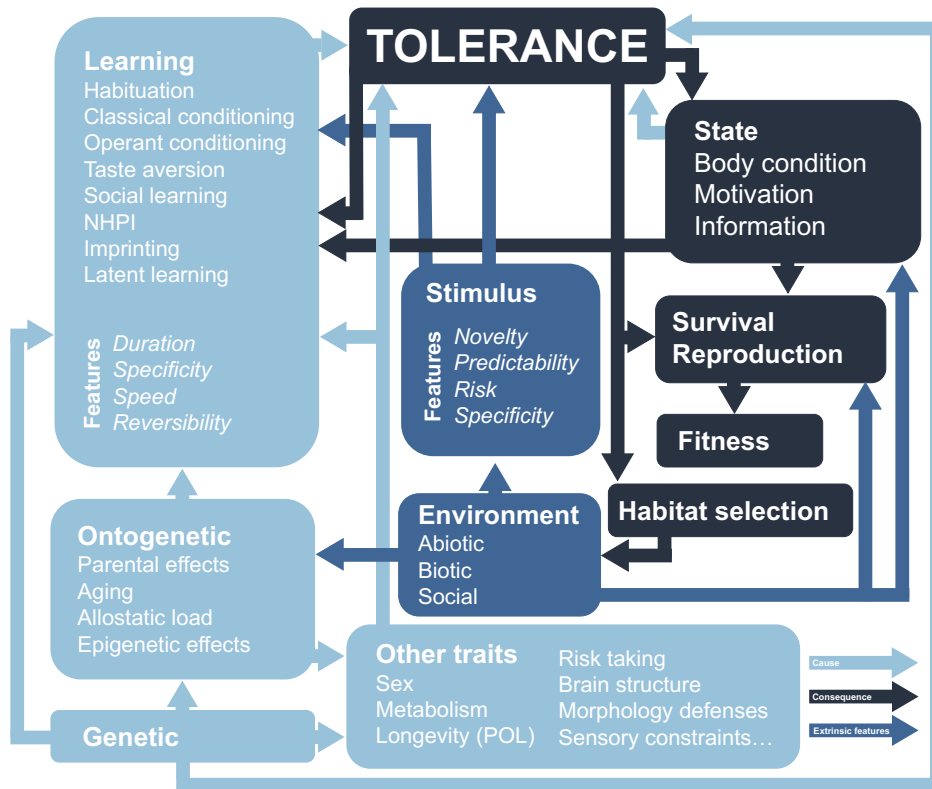 TOLERANCE
Learning
Habituation
Classical conditioning
Operant conditioning
Taste aversion
Social learning
NHPI
Imprinting
Latent learning
Features
Duration
Specificity
Speed
Reversibility
State
Body condition
Motivation
Information
Stimulus
Features
Novelty
Predictability
Risk
Specificity
Survival
Reproduction
Fitness
Habitat selection
Environment
Abiotic
Biotic
Social
Ontogenetic
Parental effects
Aging
Allostatic load
Epigenetic effects
Other traits
Sex
Metabolism
Longevity (POL)
Risk taking
Brain structure
Morphology defenses
Sensory constraints...
Genetic
Cause
Consequence
Extrinsic features